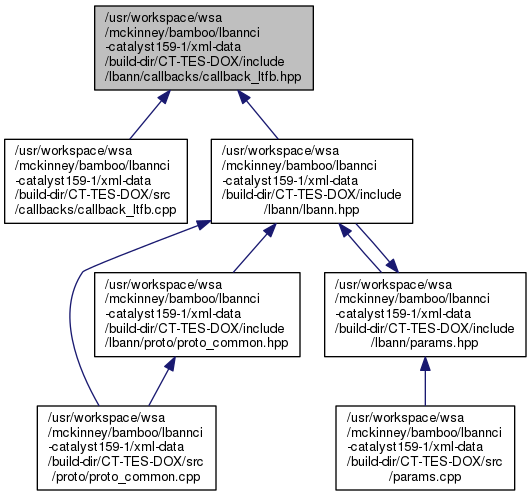 /usr/workspace/wsa
/mckinney/bamboo/lbannci
-catalyst159-1/xml-data
/build-dir/CT-TES-DOX/include
/lbann/callbacks/callback_ltfb.hpp
/usr/workspace/wsa
/mckinney/bamboo/lbannci
-catalyst159-1/xml-data
/build-dir/CT-TES-DOX/src
/callbacks/callback_ltfb.cpp
/usr/workspace/wsa
/mckinney/bamboo/lbannci
-catalyst159-1/xml-data
/build-dir/CT-TES-DOX/include
/lbann/lbann.hpp
/usr/workspace/wsa
/mckinney/bamboo/lbannci
-catalyst159-1/xml-data
/build-dir/CT-TES-DOX/include
/lbann/proto/proto_common.hpp
/usr/workspace/wsa
/mckinney/bamboo/lbannci
-catalyst159-1/xml-data
/build-dir/CT-TES-DOX/include
/lbann/params.hpp
/usr/workspace/wsa
/mckinney/bamboo/lbannci
-catalyst159-1/xml-data
/build-dir/CT-TES-DOX/src
/proto/proto_common.cpp
/usr/workspace/wsa
/mckinney/bamboo/lbannci
-catalyst159-1/xml-data
/build-dir/CT-TES-DOX/src
/params.cpp